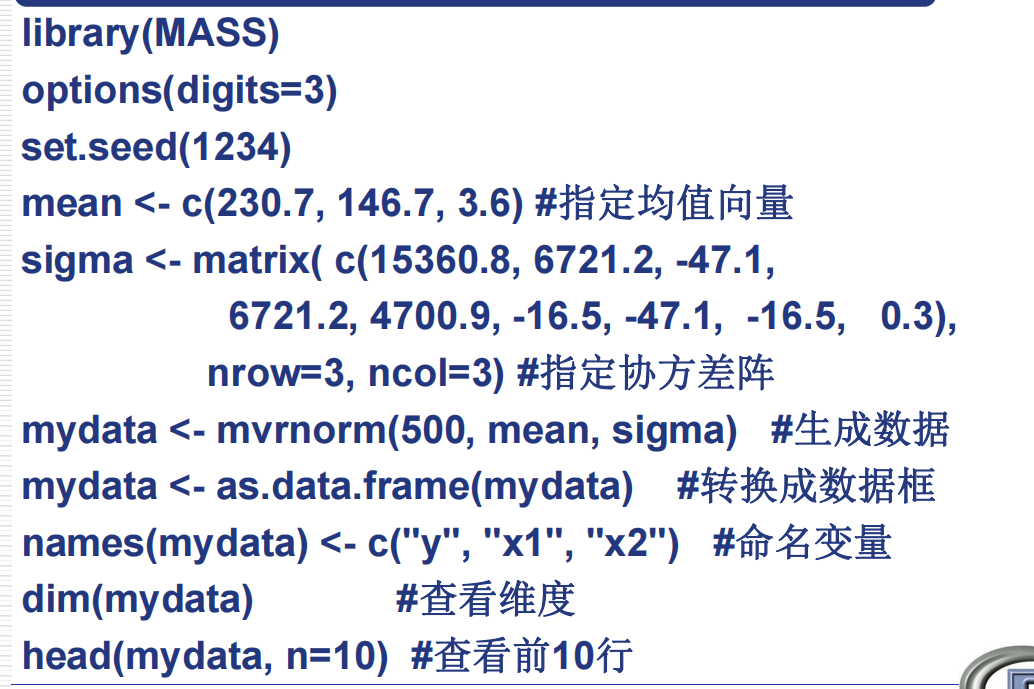 library(MASS)
options(digits=3)
set.seed(1234)
mean <- c(230.7, 146.7, 3.6) #指定均值向量
sigma <- matrix( c(15360.8, 6721.2, -47.1,
6721.2, 4700.9, -16.5, -47.1, -16.5, 0.3),
nrow=3, ncol=3) #指定协方差阵
mydata <- mvrnorm(500, mean, sigma) #生成数据
mydata <- as.data.frame(mydata) #转换成数据框
names(mydata) <- c("y", "x1", "x2") #命名变量
dim(mydata) #查看维度
head(mydata, n=10) #查看前10行